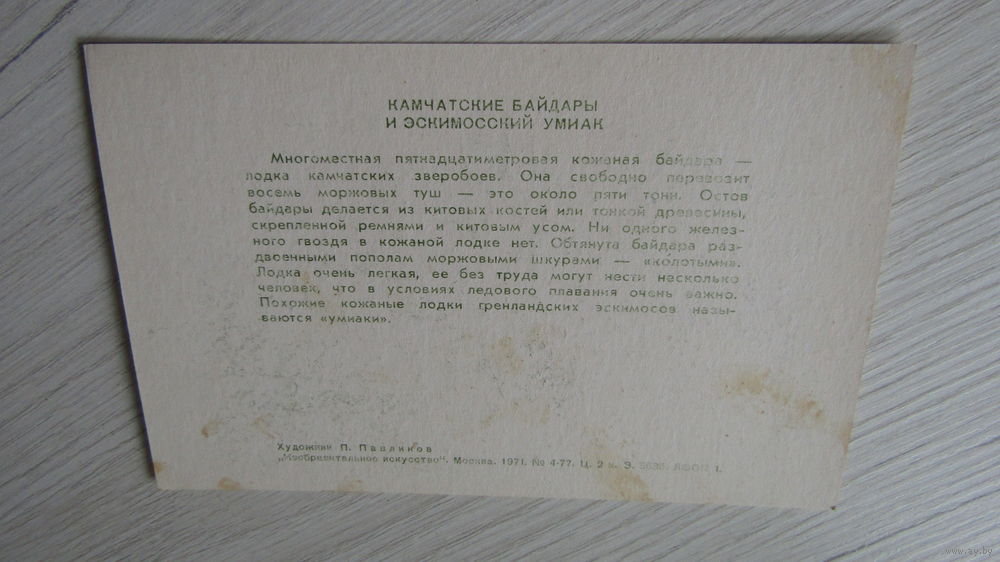 КАМЧАТСКИЕ БАЙДАРЫ
И ЭСКИМОССКИЙ УМИАК
Многоместная пятнадцатиметровая кожаная байдара —
лодка камчатских зверобоев. Она свободно перевозит
восемь моржовых туш — это около пяти тонн. Остов
байдары делается из китовых костей или тонкой древесины,
скрепленной ремнями и китовым усом. Ни одного желез-
ного гвоздя в кожаной лодке нет. Обтянута байдара раз-
двоенными пополам моржовыми шкурами — «колотыми».
Лодка очень легкая, ее без труда могут нести несколько
человек, что в условиях ледового плавания очень важно.
Похожие кожаные лодки гренландских эскимосов назы-
ваются «умиаки».
Художник П. Павлинов
„Изобразительное искусство". Москва. 1971. № 4-77. Ц. 2 к. З.
www.ay.by